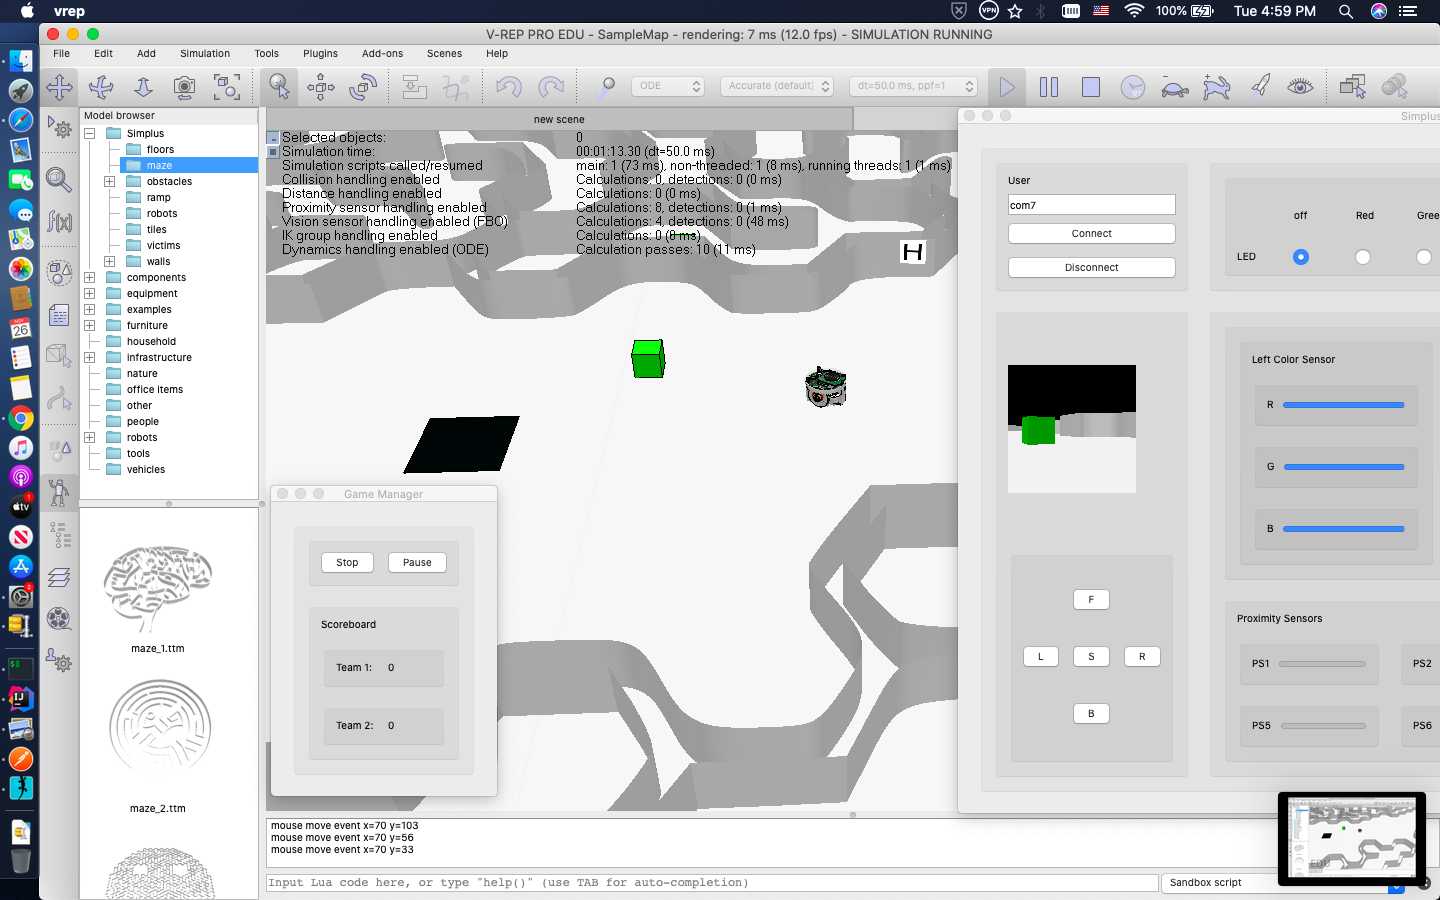 vrep
VPN
100%
Tue 4:59 PM
V-REP PRO EDU - SampleMap - rendering: 7 ms (12.0 fps) - SIMULATION RUNNING
File Edit Add Simulation Tools Plugins Add-ons Scenes Help
ODE
Accurate (default)
dt=50.0 ms, ppf=1
Model browser
Simplus
floors
maze
obstacles
ramp
robots
tiles
victims
walls
components
equipment
examples
furniture
household
infrastructure
nature
office items
other
people
robots
tools
vehicles
maze_1.ttm
maze_2.ttm
new scene
Selected objects: 0
Simulation time: 00:01:13.30 (dt=50.0 ms)
Simulation scripts called/resumed main: 1 (73 ms), non-threaded: 1 (8 ms), running threads: 1 (1 ms)
Collision handling enabled Calculations: 0, detections: 0 (0 ms)
Distance handling enabled Calculations: 0 (0 ms)
Proximity sensor handling enabled Calculations: 8, detections: 0 (1 ms)
Vision sensor handling enabled (FBO) Calculations: 4, detections: 0 (48 ms)
IK group handling enabled Calculations: 0 (0 ms)
Dynamics handling enabled (ODE) Calculation passes: 10 (11 ms)
H
Game Manager
Stop Pause
Scoreboard
Team 1: 0
Team 2: 0
Simplus
User
com7
Connect
Disconnect
off Red Gree
LED
Left Color Sensor
R
G
B
F
L S R
B
Proximity Sensors
PS1 PS2
PS5 PS6
mouse move event x=70 y=103
mouse move event x=70 y=56
mouse move event x=70 y=33
Input Lua code here, or type "help()" (use TAB for auto-completion)
Sandbox script
NOV
26
tv
1
2
IJ
EDU